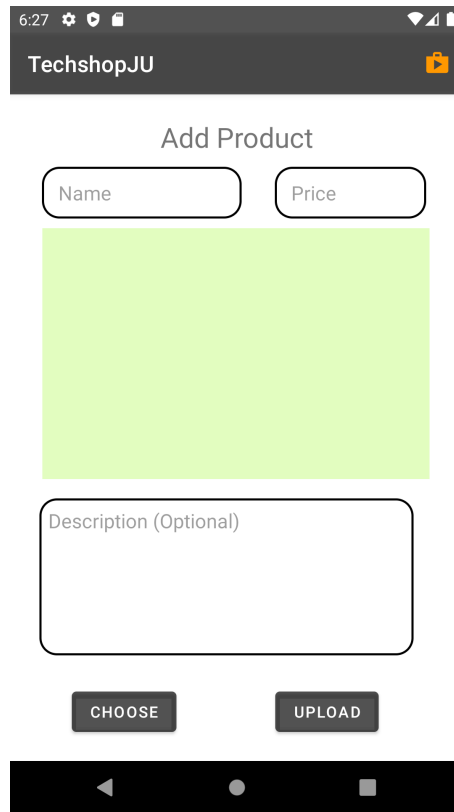 6:27
TechshopJU
Add Product
Name Price
Description (Optional)
CHOOSE UPLOAD